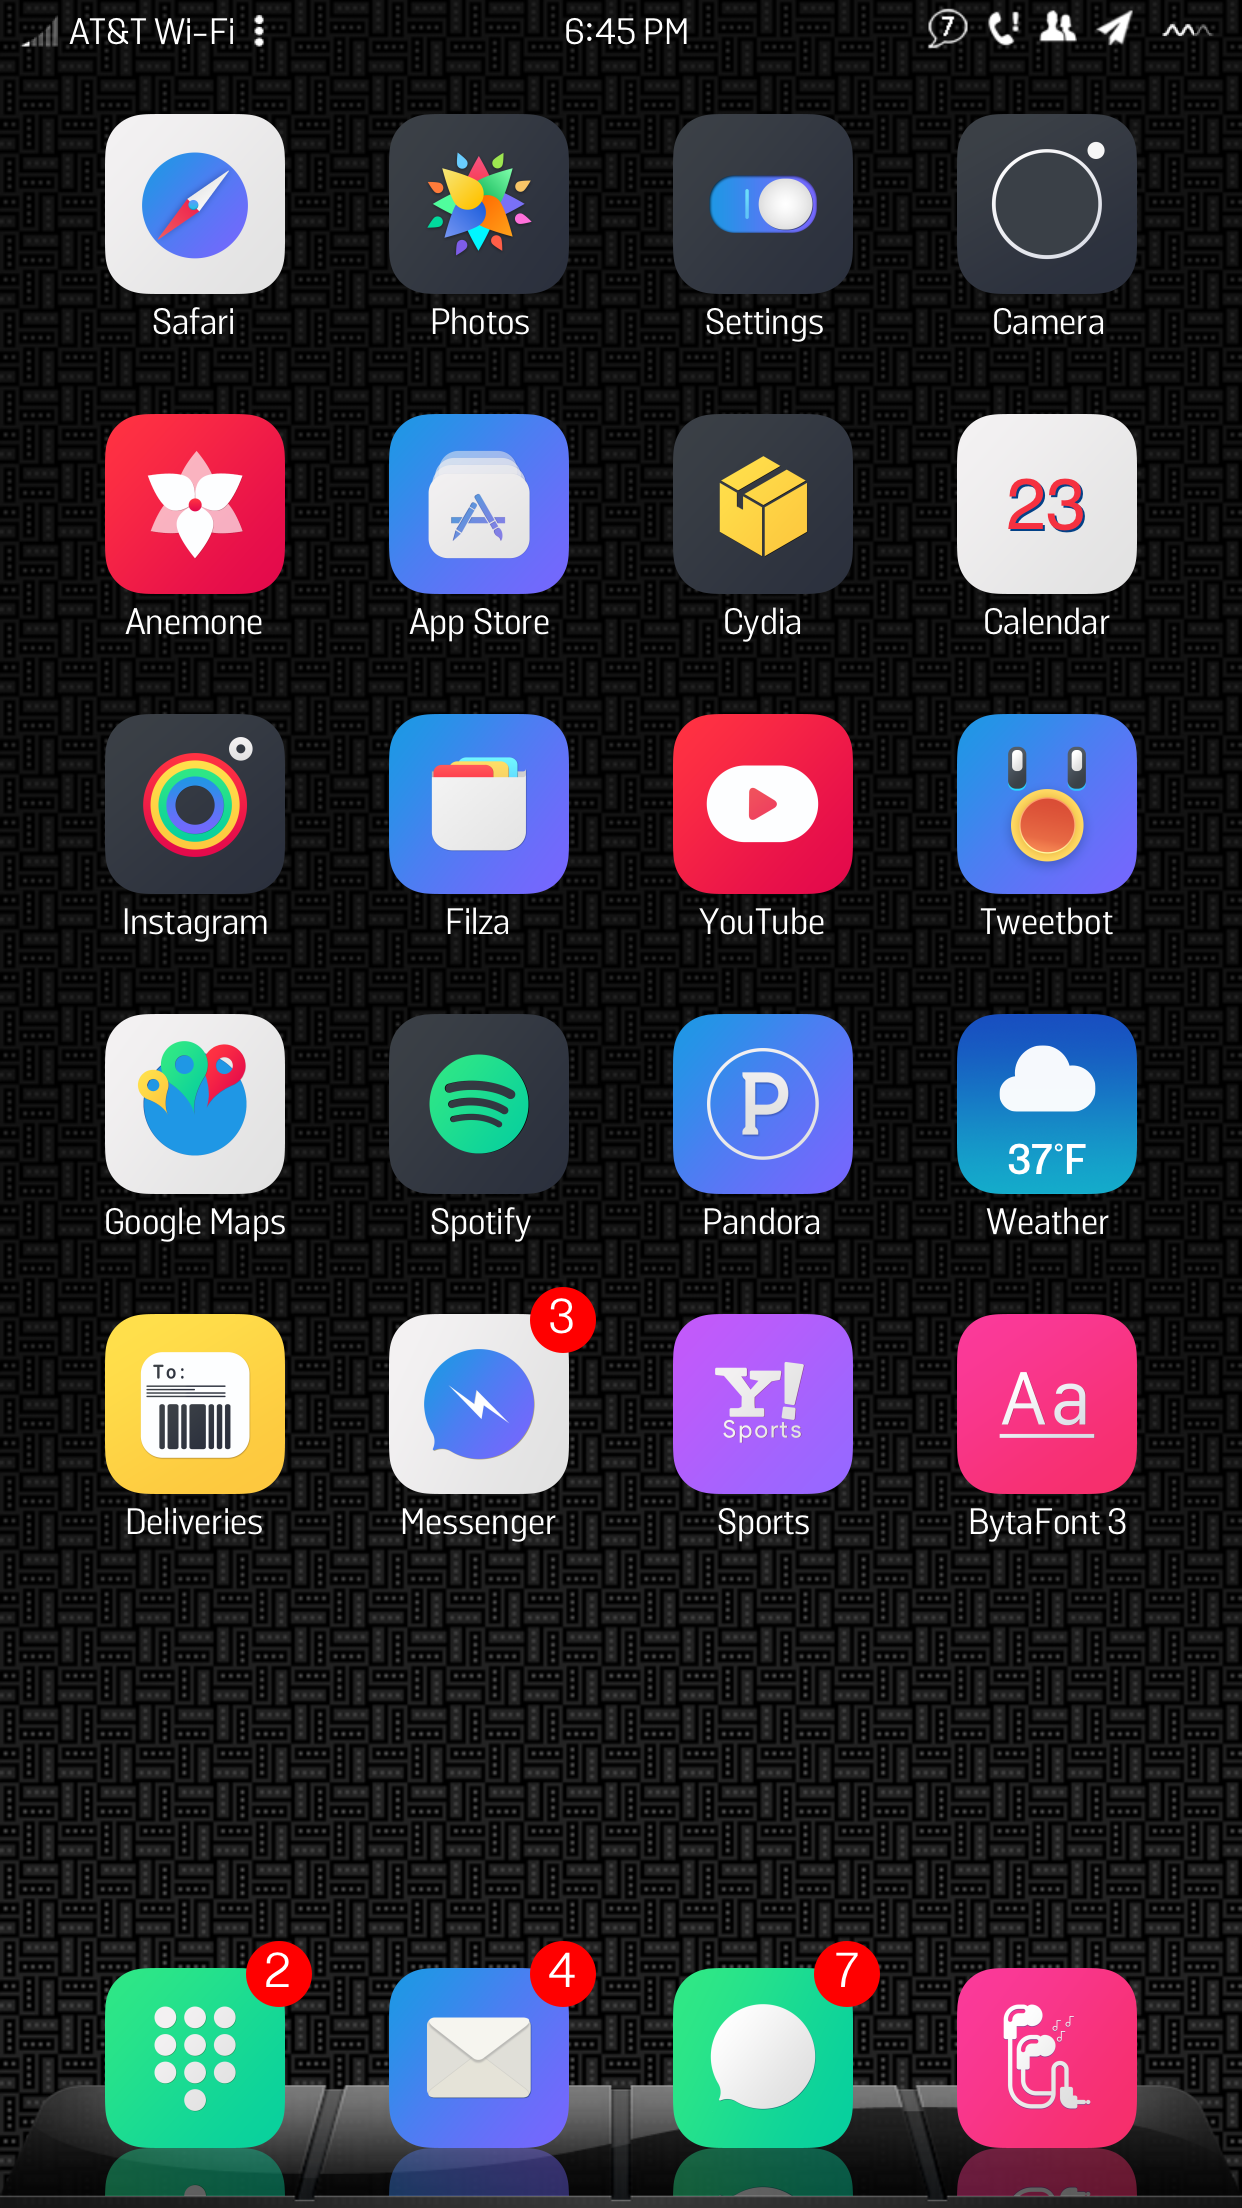 AT&T Wi-Fi 6:45 PM 7
Safari Photos Settings Camera
23
Anemone App Store Cydia Calendar
Instagram Filza YouTube Tweetbot
P 37°F
Google Maps Spotify Pandora Weather
3
To: Y! Aa
Sports
Deliveries Messenger Sports BytaFont 3
2 4 7